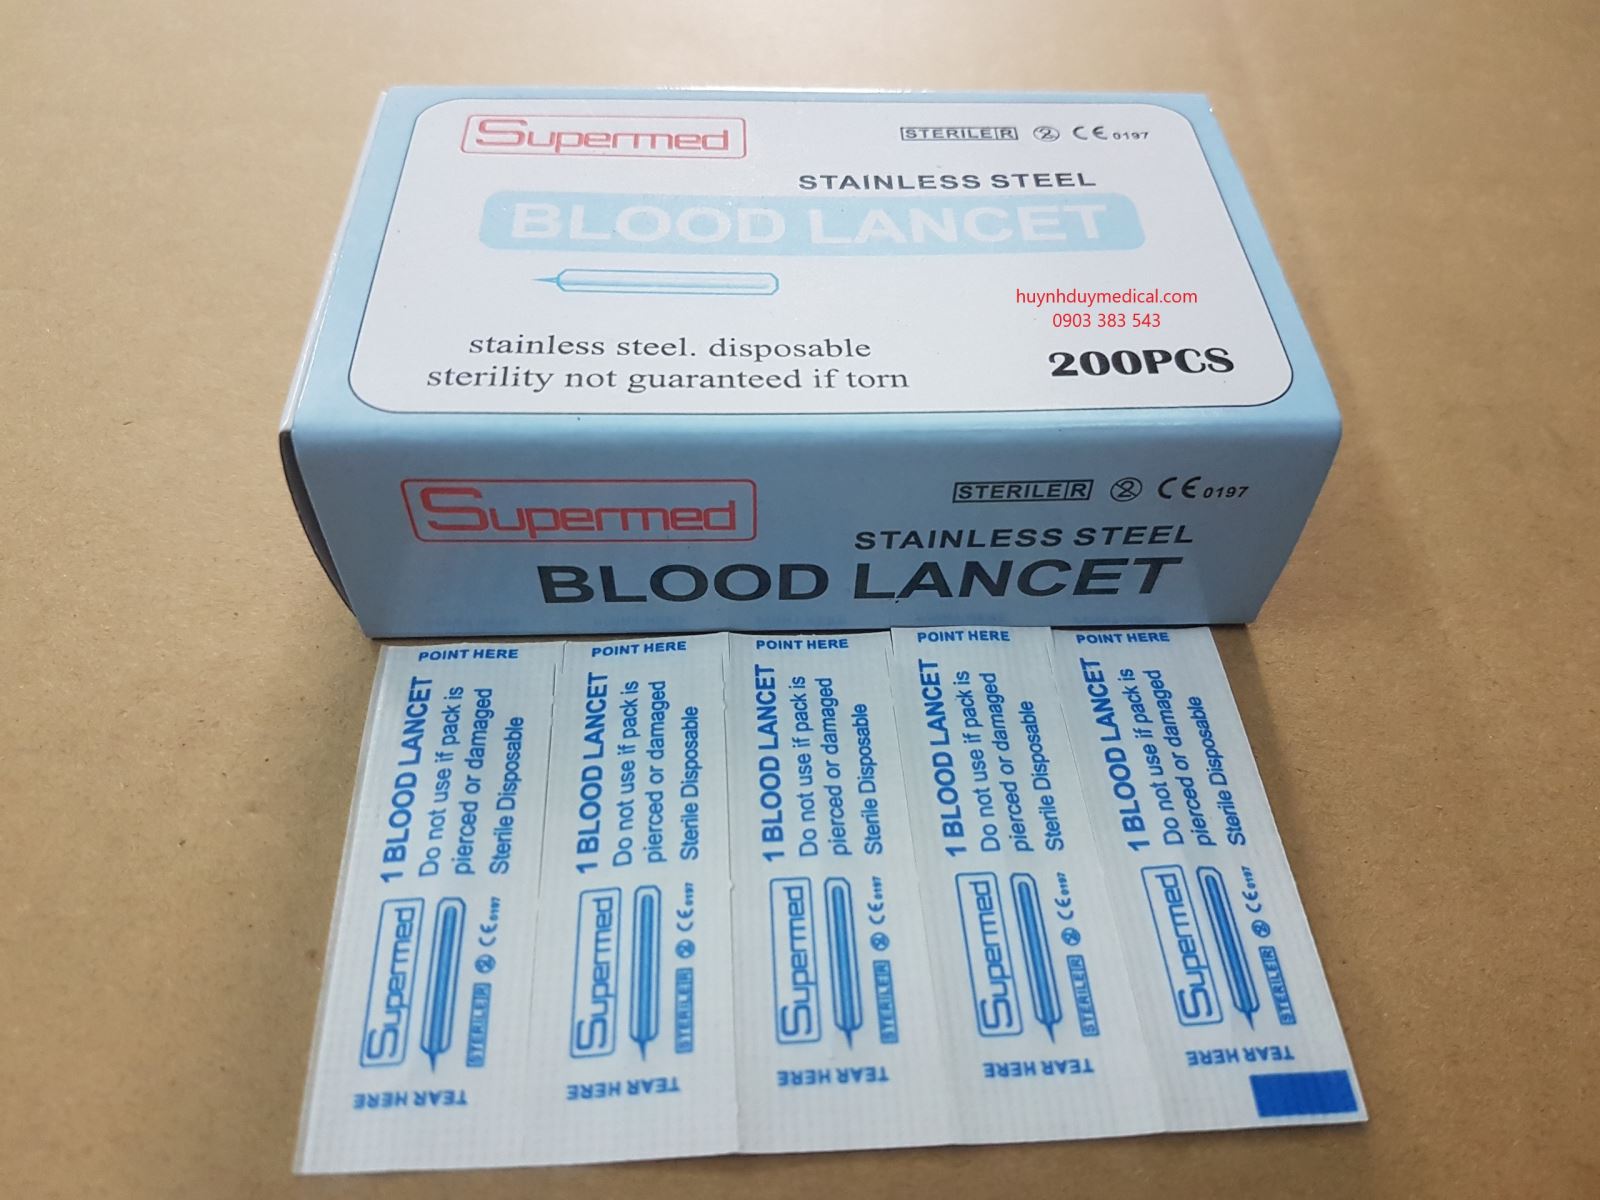 Supermed
STERILE R 2 CE 0197
STAINLESS STEEL
BLOOD LANCET
huynhduymedical.com
0903 383 543
stainless steel. disposable
sterility not guaranteed if torn
200PCS
Supermed
STERILE R 2 CE 0197
STAINLESS STEEL
BLOOD LANCET
POINT HERE
1 BLOOD LANCET
Do not use if pack is
pierced or damaged
Sterile Disposable
Supermed
STERILE R 2 CE 0197
TEAR HERE
POINT HERE
1 BLOOD LANCET
Do not use if pack is
pierced or damaged
Sterile Disposable
Supermed
STERILE R 2 CE 0197
TEAR HERE
POINT HERE
1 BLOOD LANCET
Do not use if pack is
pierced or damaged
Sterile Disposable
Supermed
STERILE R 2 CE 0197
TEAR HERE
POINT HERE
1 BLOOD LANCET
Do not use if pack is
pierced or damaged
Sterile Disposable
Supermed
STERILE R 2 CE 0197
TEAR HERE
POINT HERE
1 BLOOD LANCET
Do not use if pack is
pierced or damaged
Sterile Disposable
Supermed
STERILE R 2 CE 0197
TEAR HERE